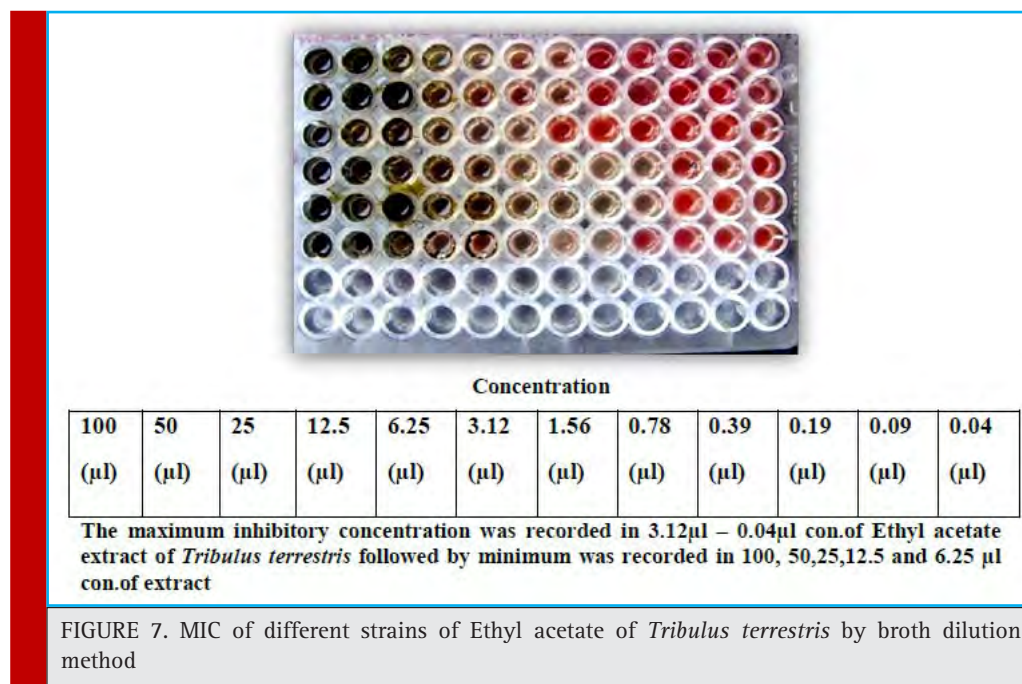 Concentration
100 50 25 12.5 6.25 3.12 1.56 0.78 0.39 0.19 0.09 0.04
(µl) (µl) (µl) (µl) (µl) (µl) (µl) (µl) (µl) (µl) (µl) (µl)
The maximum inhibitory concentration was recorded in 3.12µl – 0.04µl con.of Ethyl acetate
extract of Tribulus terrestris followed by minimum was recorded in 100, 50,25,12.5 and 6.25 µl
con.of extract
FIGURE 7. MIC of different strains of Ethyl acetate of Tribulus terrestris by broth dilution
method